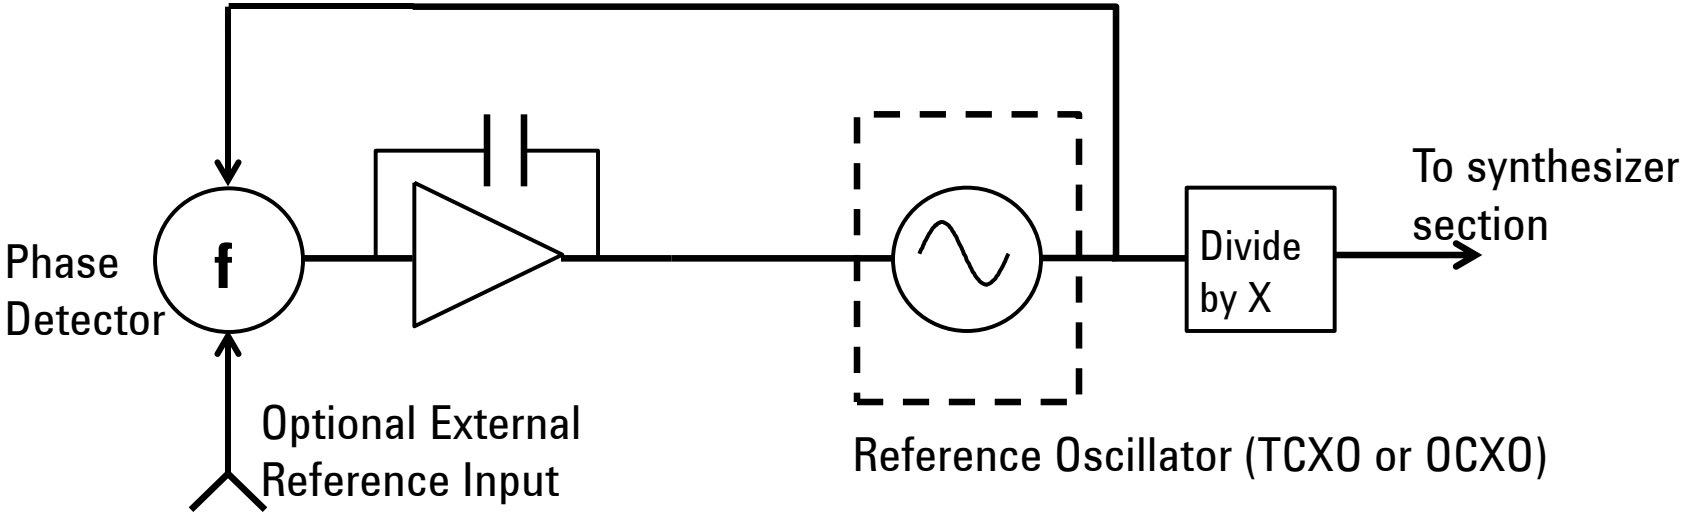 Phase
Detector
f
Optional External
Reference Input
Reference Oscillator (TCXO or OCXO)
Divide
by X
To synthesizer
section